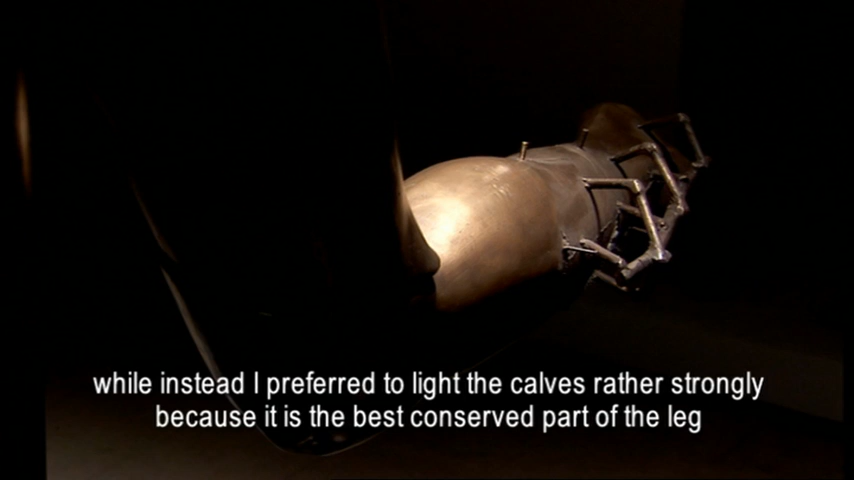 while instead I preferred to light the calves rather strongly
because it is the best conserved part of the leg